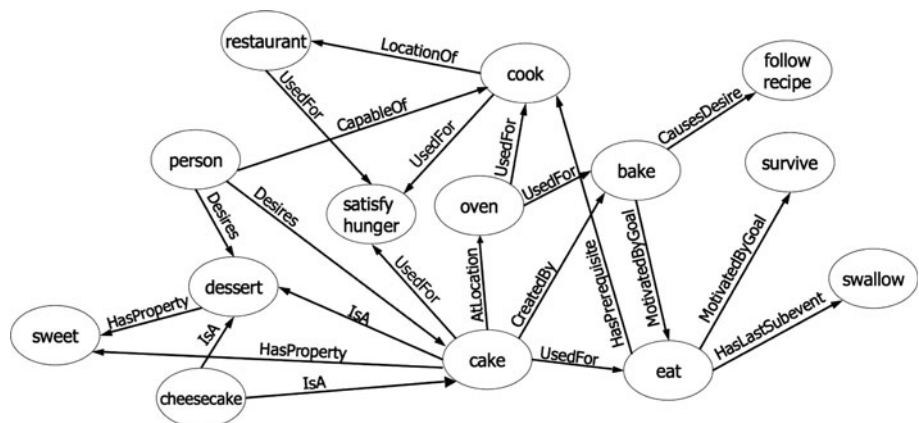 restaurant
LocationOf
cook
follow
recipe
UsedFor
CapableOf
UsedFor
UsedFor
CausesDesire
person
Desires
Desires
satisfy
hunger
oven
UsedFor
bake
survive
dessert
UsedFor
AtLocation
CreatedBy
HasPrerequisite
MotivatedByGoal
MotivatedByGoal
swallow
HasProperty
IsA
IsA
HasLastSubevent
sweet
HasProperty
cake
UsedFor
eat
cheesecake
IsA